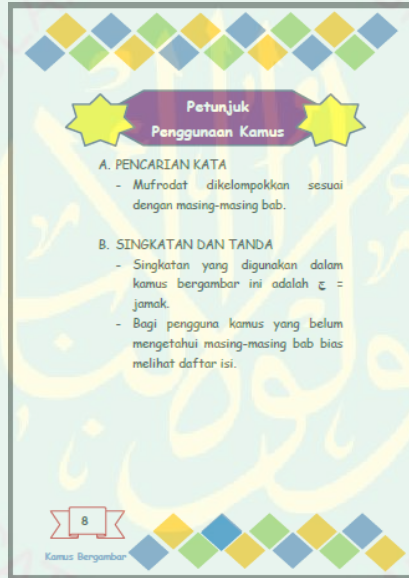 Petunjuk
Penggunaan Kamus
A. PENCARIAN KATA
- Mufrodat dikelompokkan sesuai
dengan masing-masing bab.
B. SINGKATAN DAN TANDA
- Singkatan yang digunakan dalam
kamus bergambar ini adalah ج =
jamak.
- Bagi pengguna kamus yang belum
mengetahui masing-masing bab bias
melihat daftar isi.
8
Kamus Bergambar